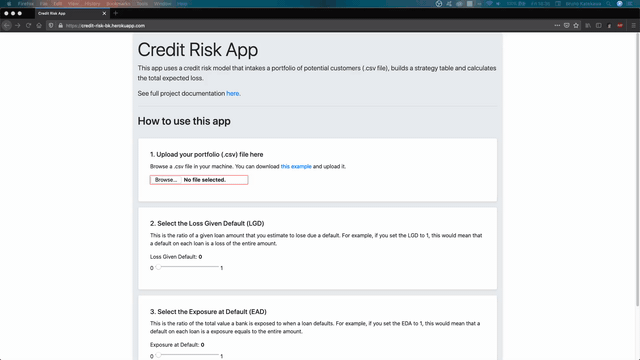 Firefox File Edit View History Bookmarks Tools Window Help
Credit Risk App
https://credit-risk-bk.herokuapp.com
Credit Risk App
This app uses a credit risk model that intakes a portfolio of potential customers (.csv file), builds a strategy table and calculates
the total expected loss.
See full project documentation here.
How to use this app
1. Upload your portfolio (.csv) file here
Browse a .csv file in your machine. You can download this example and upload it.
Browse... No file selected.
2. Select the Loss Given Default (LGD)
This is the ratio of a given loan amount that you estimate to lose due a default. For example, if you set the LGD to 1, this would mean that
a default on each loan is a loss of the entire amount.
Loss Given Default: 0
0 1
3. Select the Exposure at Default (EAD)
This is the ratio of the total value a bank is exposed to when a loan defaults. For example, if you set the EDA to 1, this would mean that a
default on each loan is a exposure equals to the entire amount.
Exposure at Default: 0
0 1